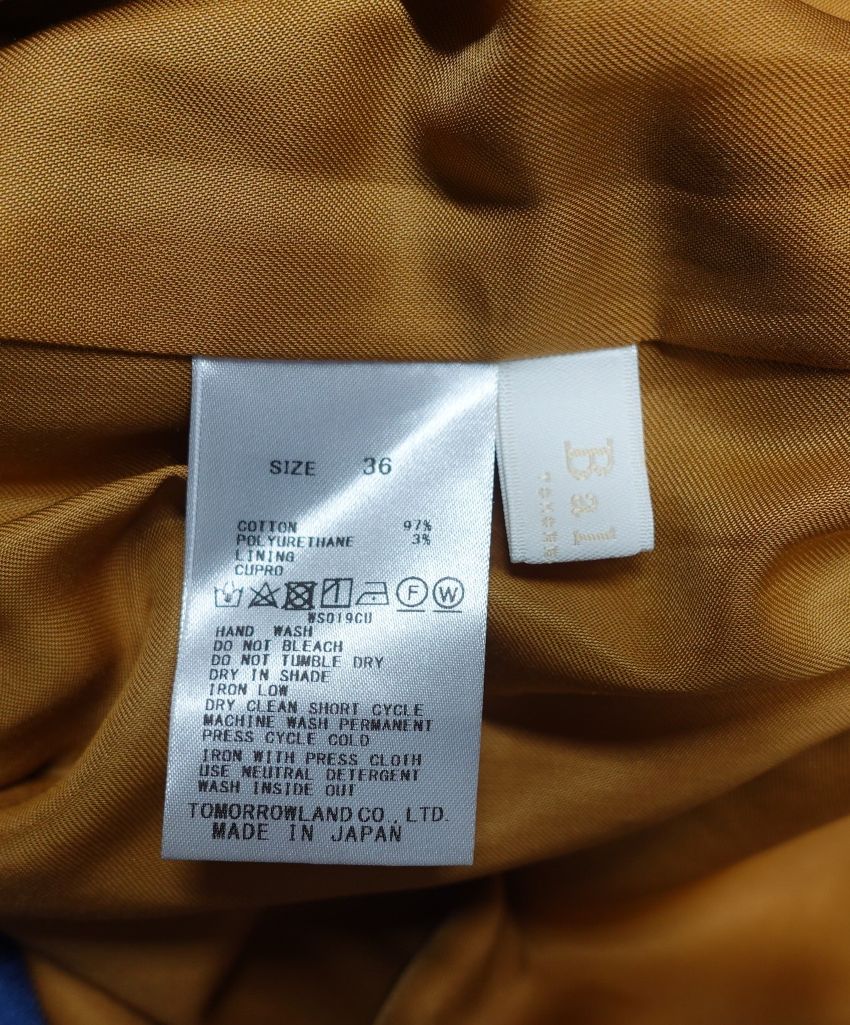 SIZE 36
COTTON 97%
POLYURETHANE 3%
LINING
CUPRO
F W
WS019CU
HAND WASH
DO NOT BLEACH
DO NOT TUMBLE DRY
DRY IN SHADE
IRON LOW
DRY CLEAN SHORT CYCLE
MACHINE WASH PERMANENT
PRESS CYCLE COLD
IRON WITH PRESS CLOTH
USE NEUTRAL DETERGENT
WASH INSIDE OUT
TOMORROWLAND CO., LTD.
MADE IN JAPAN